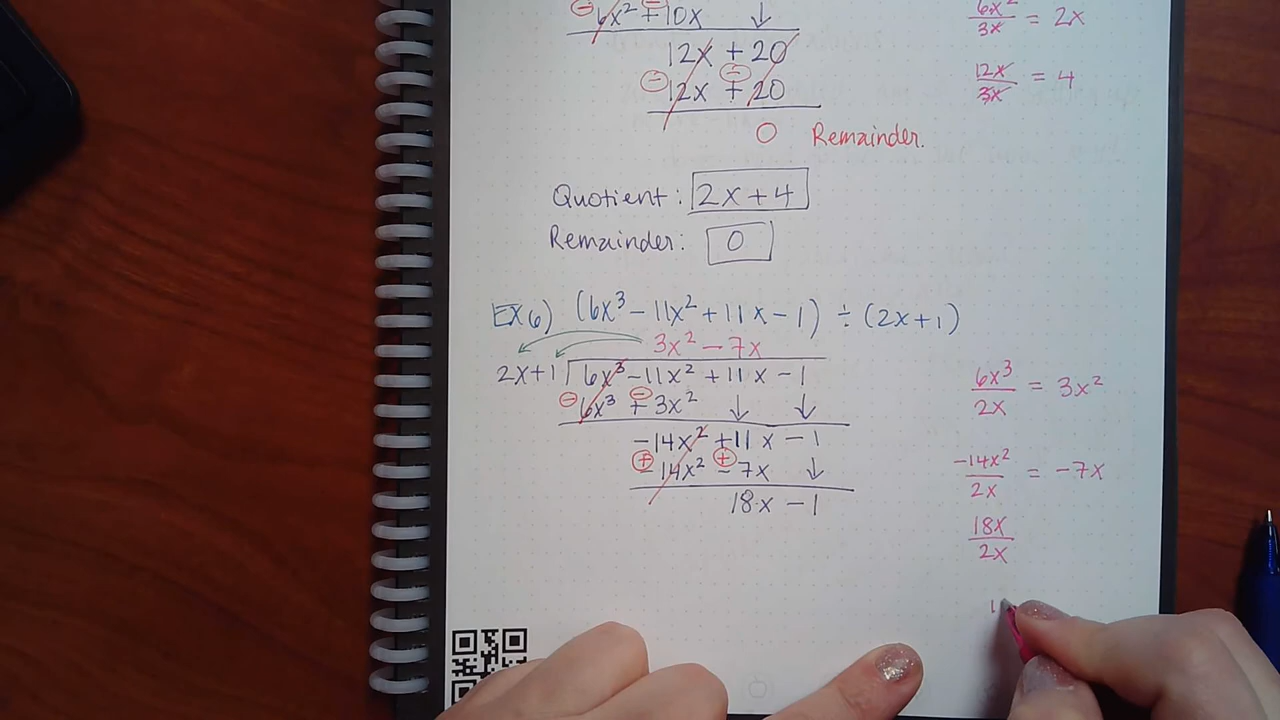 6x² + 10x ↓
12x + 20
12x + 20
0 Remainder.
6x²/3x = 2x
12x/3x = 4
Quotient: 2x + 4
Remainder: 0
EX 6) (6x³ - 11x² + 11x - 1) ÷ (2x + 1)
3x² - 7x
2x+1 6x³ - 11x² + 11x - 1
⊖ 6x³ ⊖ + 3x² ↓ ↓
-14x² + 11x - 1
⊕ - 14x² ⊕ - 7x ↓
18x - 1
6x³/2x = 3x²
-14x²/2x = -7x
18x/2x